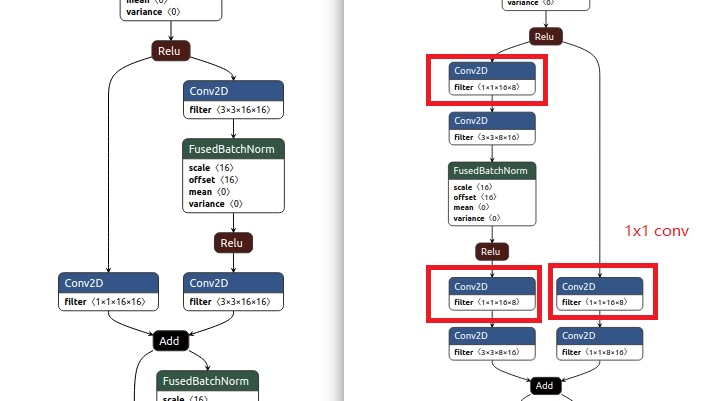 mean ⟨0⟩
variance ⟨0⟩
Relu
Conv2D
filter ⟨3×3×16×16⟩
FusedBatchNorm
scale ⟨16⟩
offset ⟨16⟩
mean ⟨0⟩
variance ⟨0⟩
Relu
Conv2D
filter ⟨1×1×16×16⟩
Conv2D
filter ⟨3×3×16×16⟩
Add
FusedBatchNorm
scale ⟨16⟩
variance ⟨0⟩
Relu
Conv2D
filter ⟨1×1×16×8⟩
Conv2D
filter ⟨3×3×8×16⟩
FusedBatchNorm
scale ⟨16⟩
offset ⟨16⟩
mean ⟨0⟩
variance ⟨0⟩
Relu
1x1 conv
Conv2D
filter ⟨1×1×16×8⟩
Conv2D
filter ⟨1×1×16×8⟩
Conv2D
filter ⟨3×3×8×16⟩
Conv2D
filter ⟨1×1×8×16⟩
Add